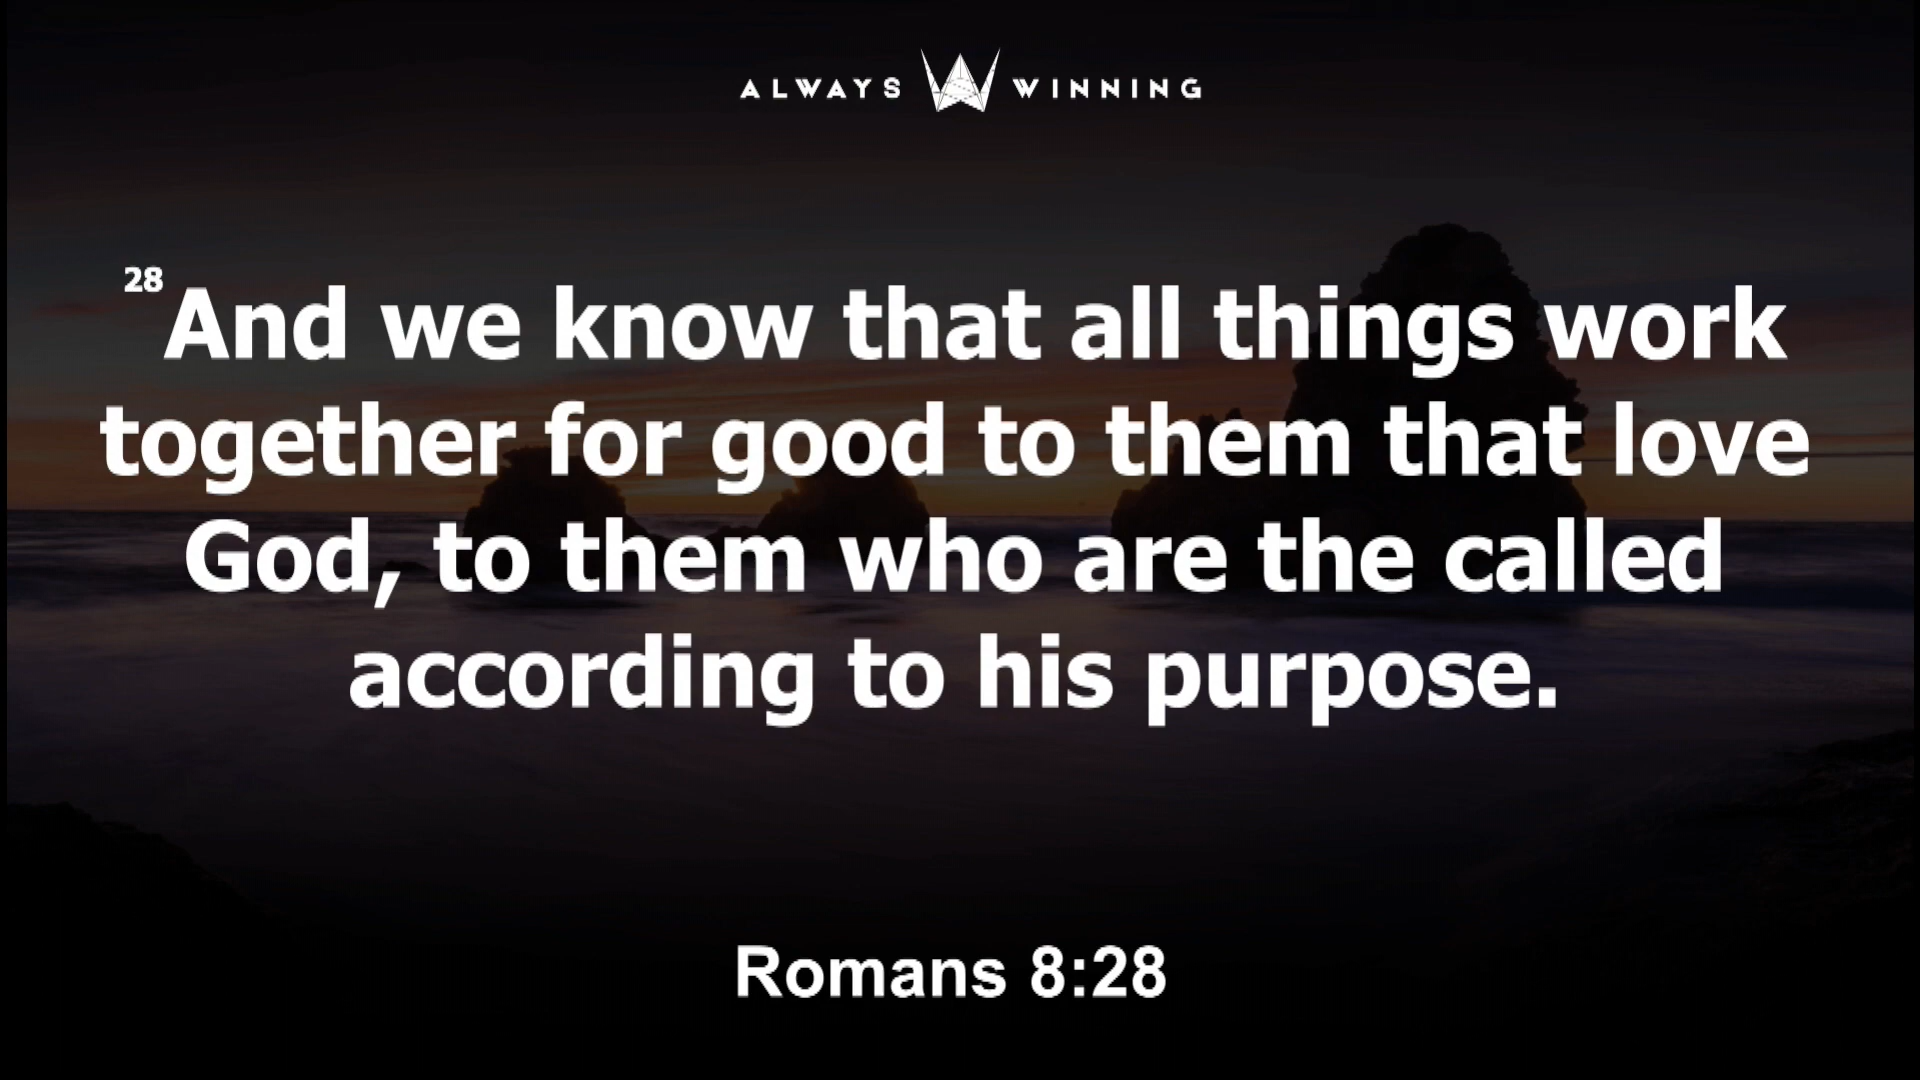 ALWAYS WINNING
28 And we know that all things work
together for good to them that love
God, to them who are the called
according to his purpose.
Romans 8:28